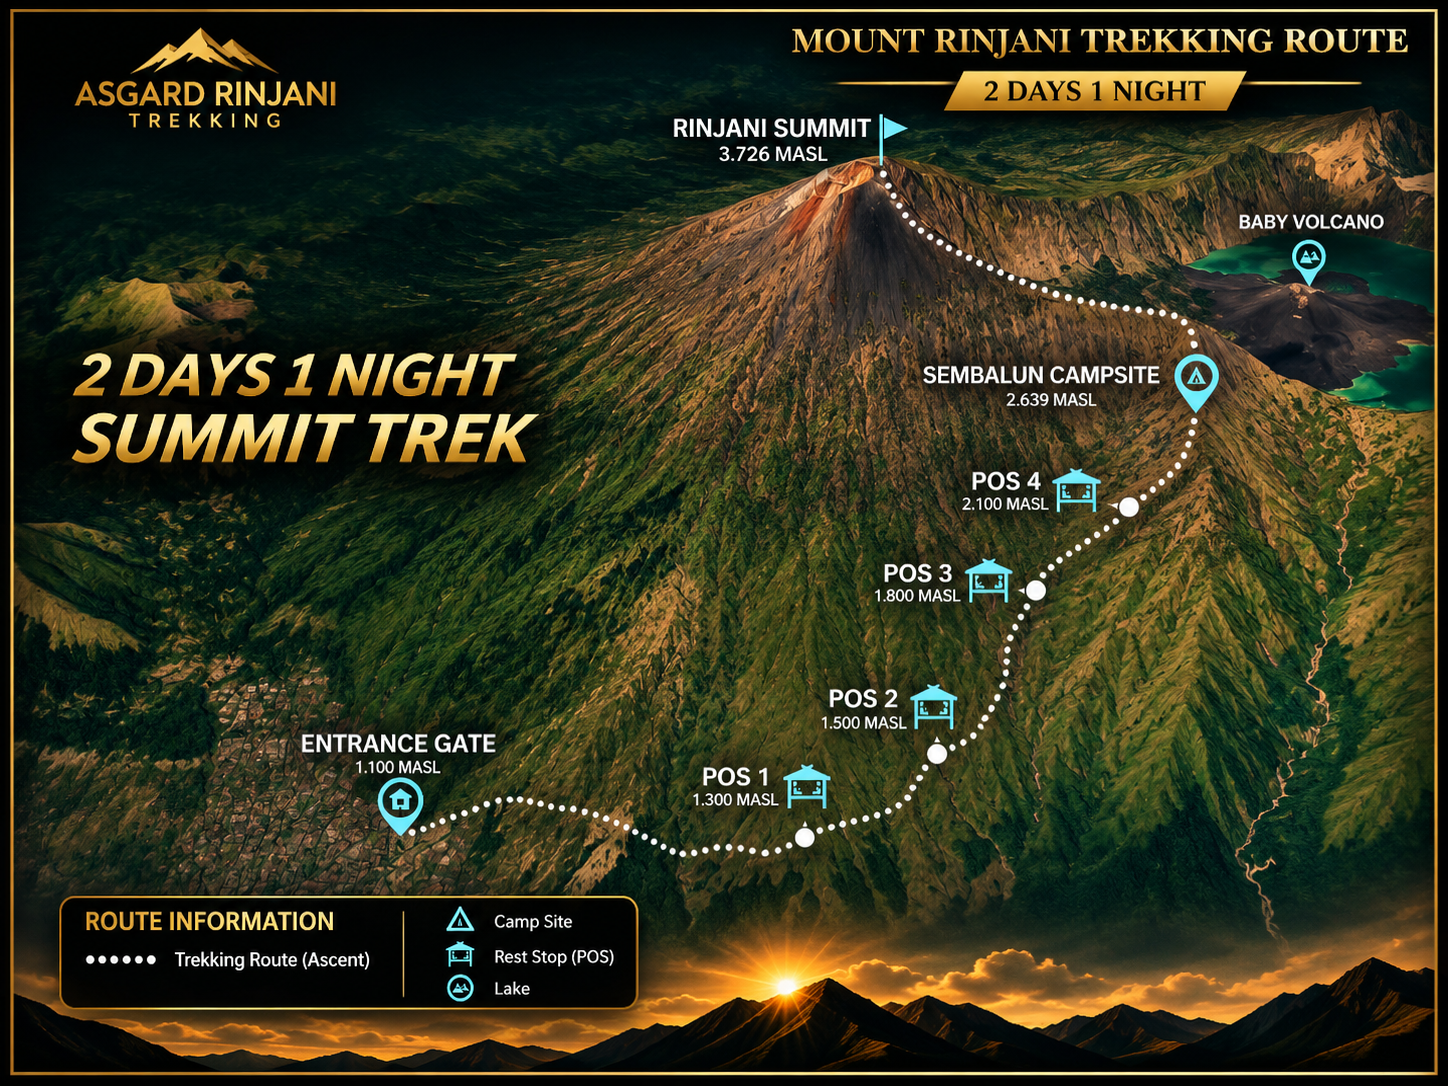 ASGARD RINJANI
TREKKING
MOUNT RINJANI TREKKING ROUTE
2 DAYS 1 NIGHT
RINJANI SUMMIT
3.726 MASL
BABY VOLCANO
2 DAYS 1 NIGHT
SUMMIT TREK
SEMBALUN CAMPSITE
2.639 MASL
POS 4
2.100 MASL
POS 3
1.800 MASL
POS 2
1.500 MASL
ENTRANCE GATE
1.100 MASL
POS 1
1.300 MASL
ROUTE INFORMATION
Trekking Route (Ascent)
Camp Site
Rest Stop (POS)
Lake